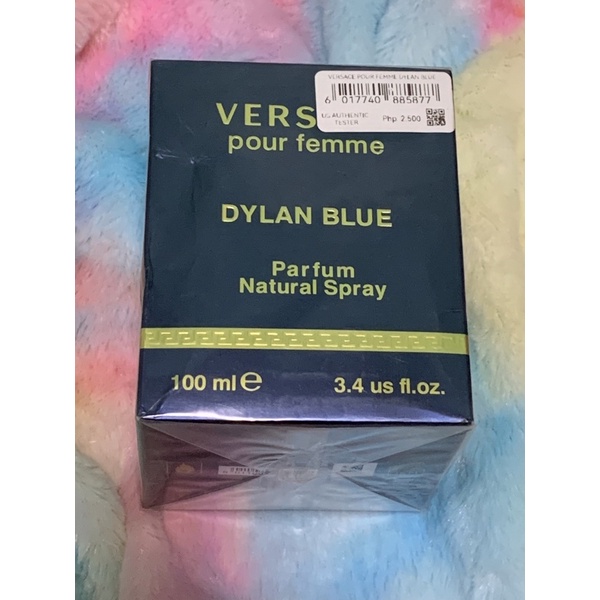 VERSACE POUR FEMME DYLAN BLUE
6 017740 885877
US AUTHENTIC
TESTER
Php 2,500
VERS
pour femme
DYLAN BLUE
Parfum
Natural Spray
100 ml e
3.4 us fl.oz.